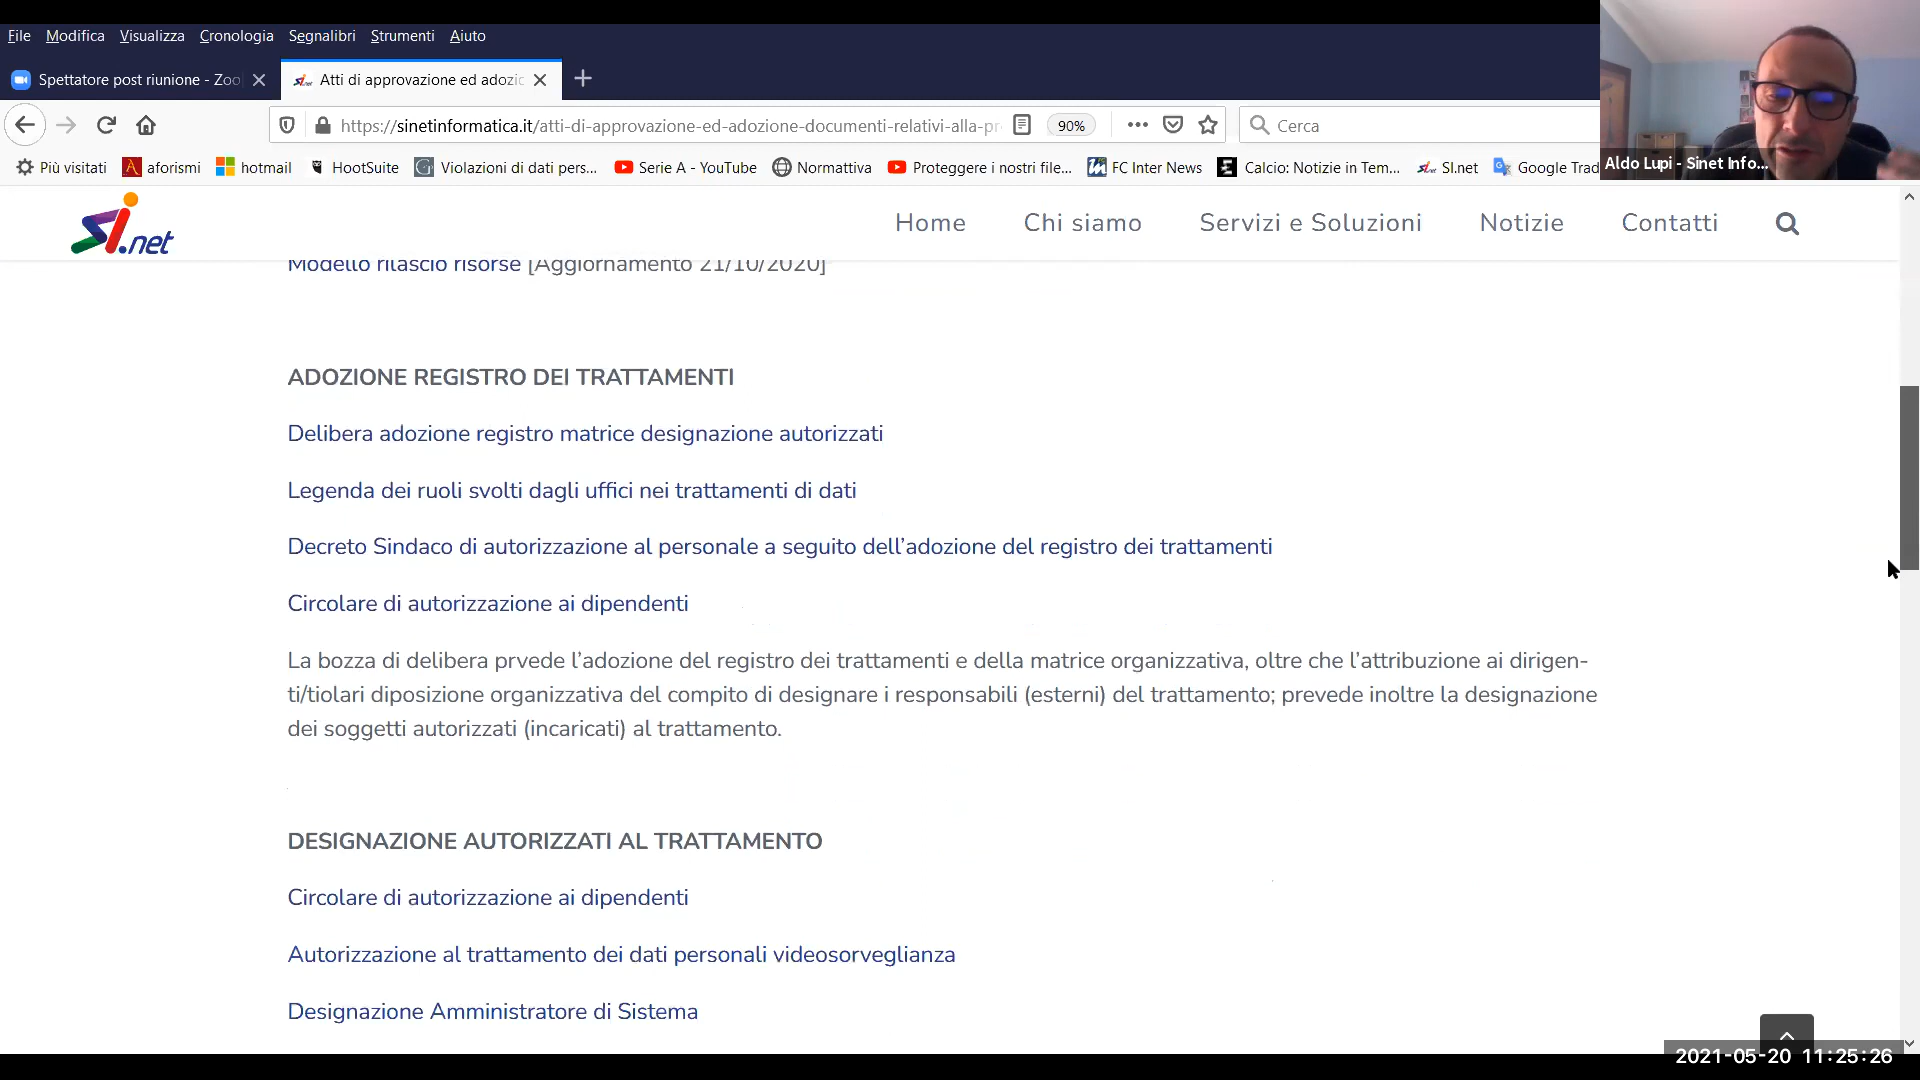 File Modifica Visualizza Cronologia Segnalibri Strumenti Aiuto
Spettatore post riunione - Zoo
Atti di approvazione ed adozic
https://sinetinformatica.it/atti-di-approvazione-ed-adozione-documenti-relativi-alla-pr
90%
Cerca
Aldo Lupi - Sinet Info...
Più visitati aforismi hotmail HootSuite Violazioni di dati pers... Serie A - YouTube Normattiva Proteggere i nostri file... FC Inter News Calcio: Notizie in Tem... SI.net Google Trad
Si.net
Home Chi siamo Servizi e Soluzioni Notizie Contatti
Modello rilascio risorse [Aggiornamento 21/10/2020]
ADOZIONE REGISTRO DEI TRATTAMENTI
Delibera adozione registro matrice designazione autorizzati
Legenda dei ruoli svolti dagli uffici nei trattamenti di dati
Decreto Sindaco di autorizzazione al personale a seguito dell’adozione del registro dei trattamenti
Circolare di autorizzazione ai dipendenti
La bozza di delibera prvede l’adozione del registro dei trattamenti e della matrice organizzativa, oltre che l’attribuzione ai dirigen-
ti/tiolari diposizione organizzativa del compito di designare i responsabili (esterni) del trattamento; prevede inoltre la designazione
dei soggetti autorizzati (incaricati) al trattamento.
DESIGNAZIONE AUTORIZZATI AL TRATTAMENTO
Circolare di autorizzazione ai dipendenti
Autorizzazione al trattamento dei dati personali videosorveglianza
Designazione Amministratore di Sistema
2021-05-20 11:25:26